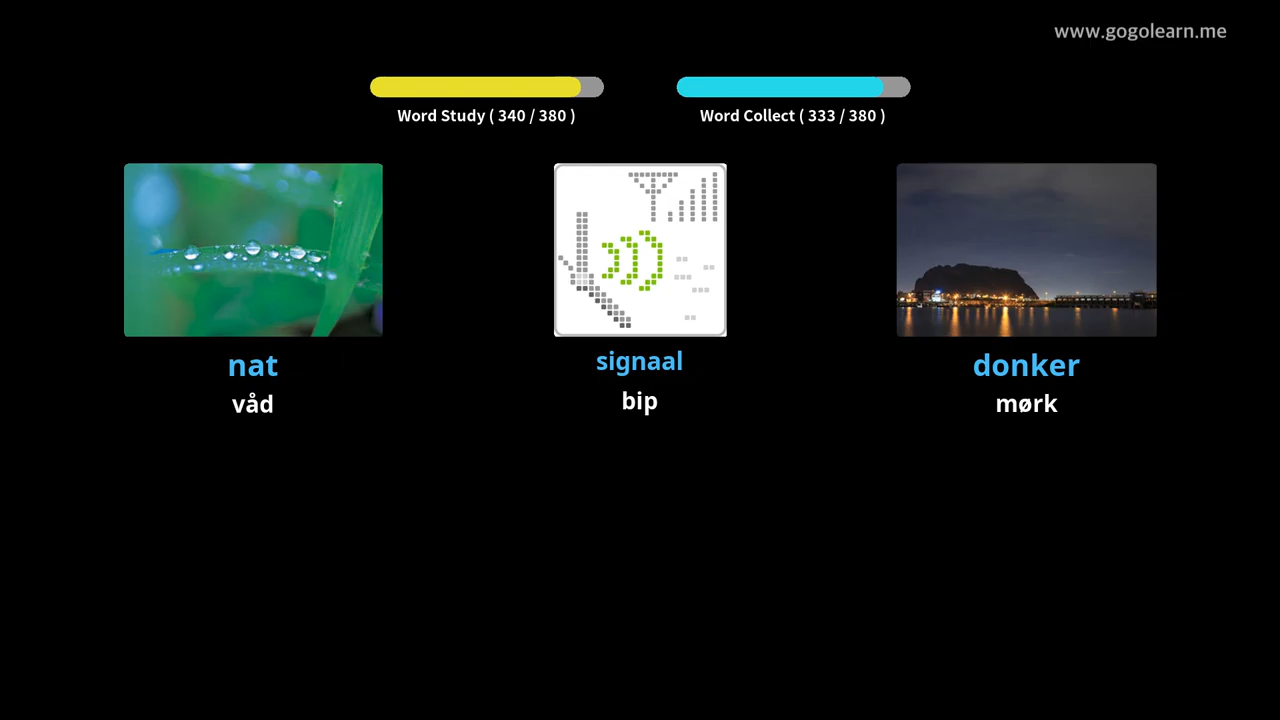 www.gogolearn.me
Word Study ( 340 / 380 )
Word Collect ( 333 / 380 )
nat
våd
signaal
bip
donker
mørk